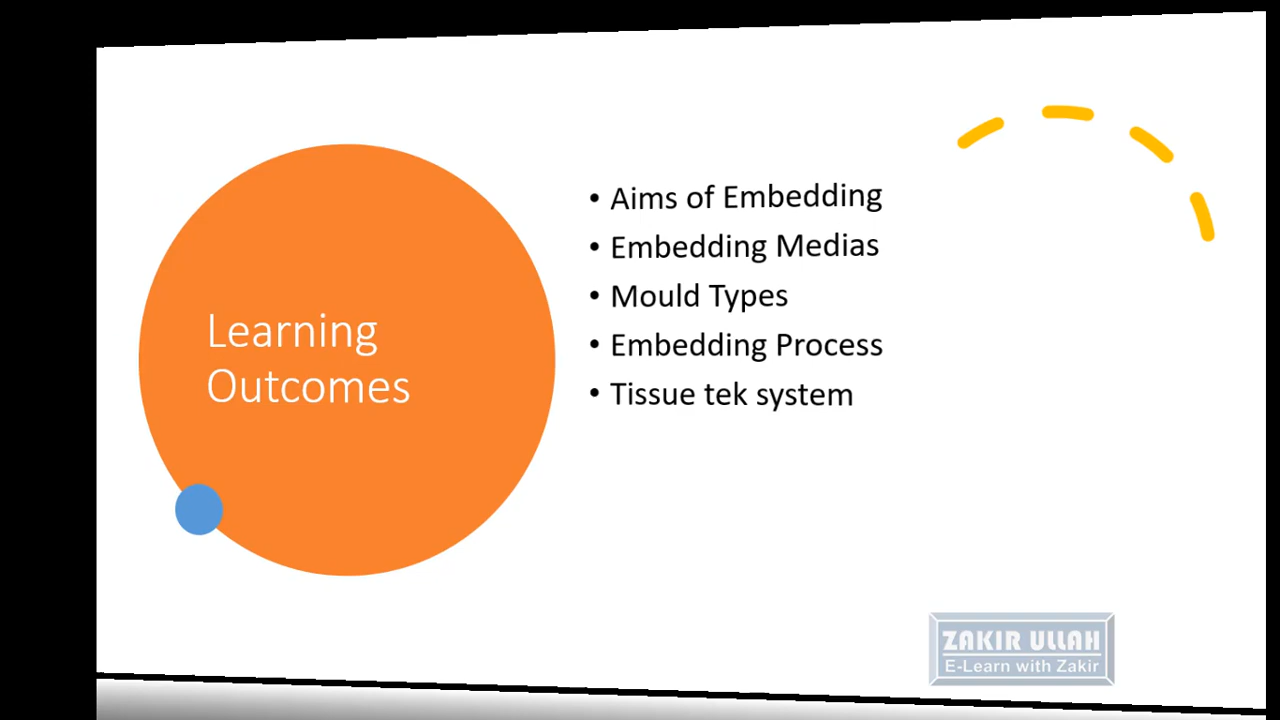 Learning
Outcomes
• Aims of Embedding
• Embedding Medias
• Mould Types
• Embedding Process
• Tissue tek system
ZAKIR ULLAH
E-Learn with Zakir